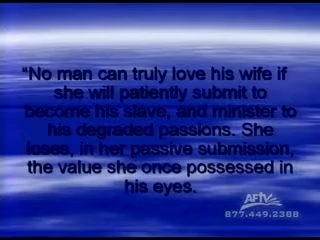 “No man can truly love his wife if
she will patiently submit to
become his slave, and minister to
his degraded passions. She
loses, in her passive submission,
the value she once possessed in
his eyes.
AFTV
877.449.2388